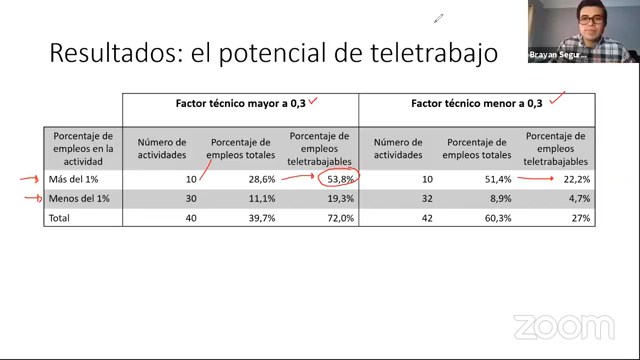 Resultados: el potencial de teletrabajo
Brayan Segur...
Factor técnico mayor a 0,3
Factor técnico menor a 0,3
Porcentaje de
empleos en la
actividad
Número de
actividades
Porcentaje de
empleos totales
Porcentaje de
empleos
teletrabajables
Número de
actividades
Porcentaje de
empleos totales
Porcentaje de
empleos
teletrabajables
Más del 1% 10 28,6% 53,8% 10 51,4% 22,2%
Menos del 1% 30 11,1% 19,3% 32 8,9% 4,7%
Total 40 39,7% 72,0% 42 60,3% 27%
zoom